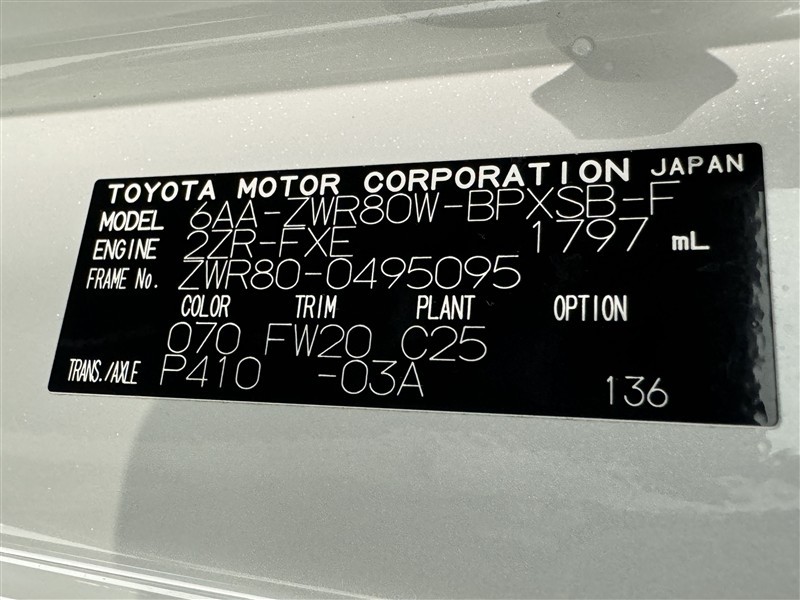 TOYOTA MOTOR CORPORATION JAPAN
MODEL 6AA-ZWR80W-BPXSB-F
ENGINE 2ZR-FXE 1797 mL
FRAME No. ZWR80-0495095
COLOR TRIM PLANT OPTION
070 FW20 C25
TRANS./AXLE P410 -03A 136